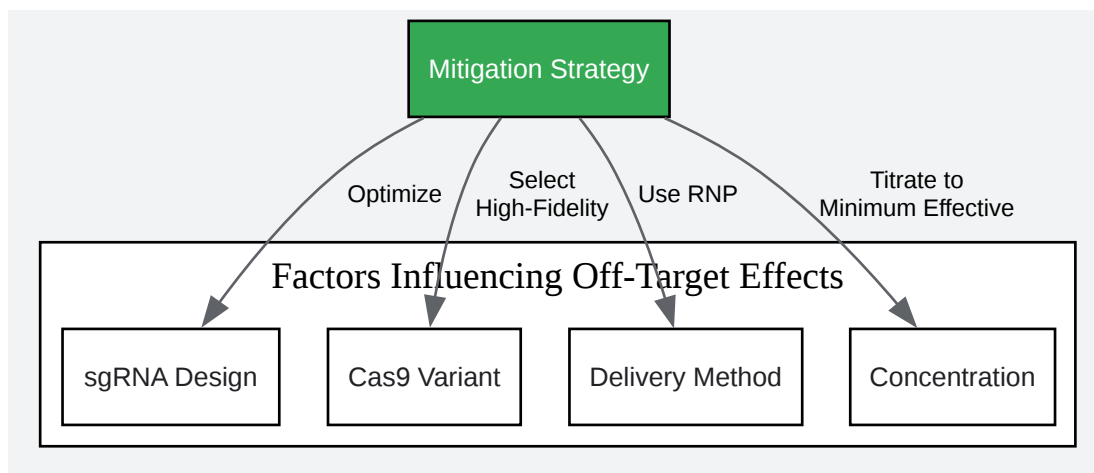 Mitigation Strategy
Optimize
Select
High-Fidelity
Use RNP
Titrate to
Minimum Effective
Factors Influencing Off-Target Effects
sgRNA Design
Cas9 Variant
Delivery Method
Concentration